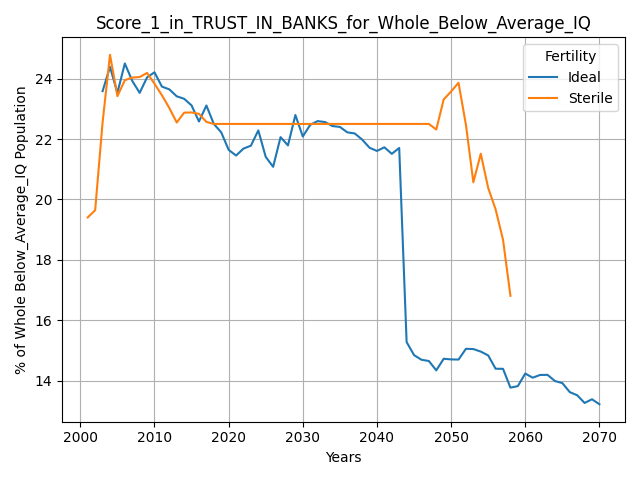 Score_1_in_TRUST_IN_BANKS_for_Whole_Below_Average_IQ
% of Whole Below_Average_IQ Population
24
22
20
18
16
14
Fertility
Ideal
Sterile
2000 2010 2020 2030 2040 2050 2060 2070
Years